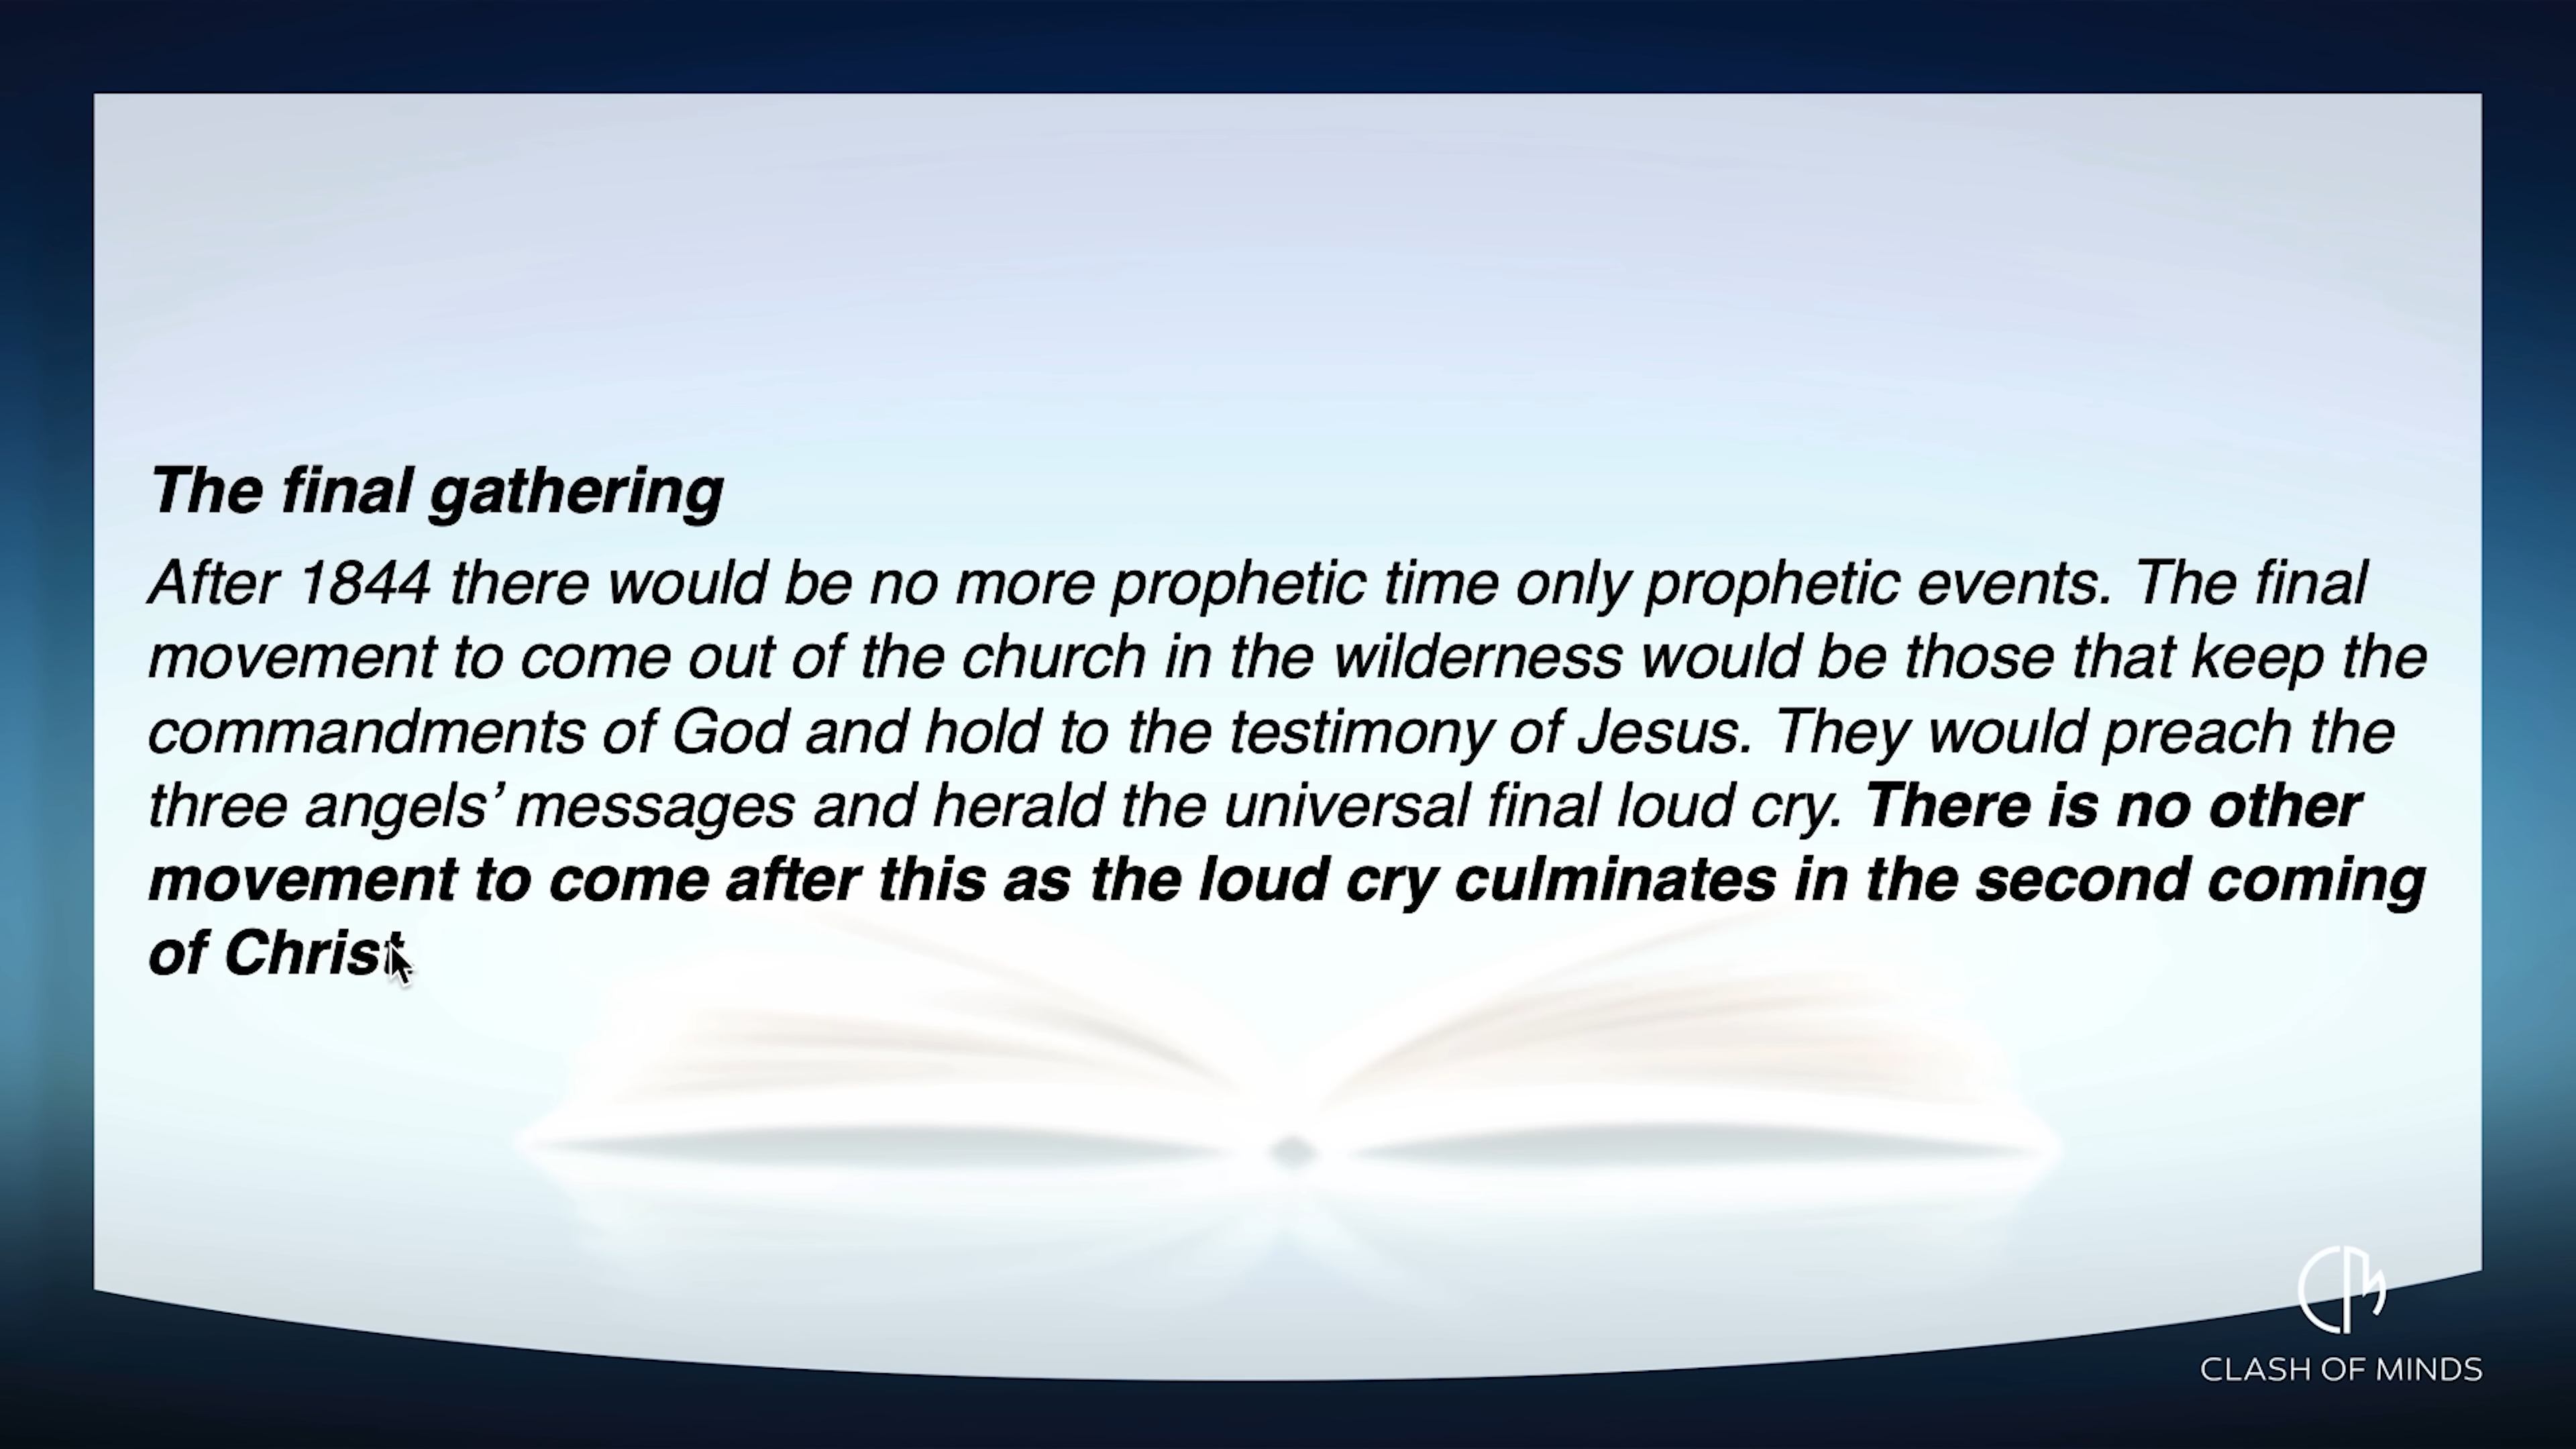 The final gathering
After 1844 there would be no more prophetic time only prophetic events. The final
movement to come out of the church in the wilderness would be those that keep the
commandments of God and hold to the testimony of Jesus. They would preach the
three angels’ messages and herald the universal final loud cry. There is no other
movement to come after this as the loud cry culminates in the second coming
of Christ
CLASH OF MINDS